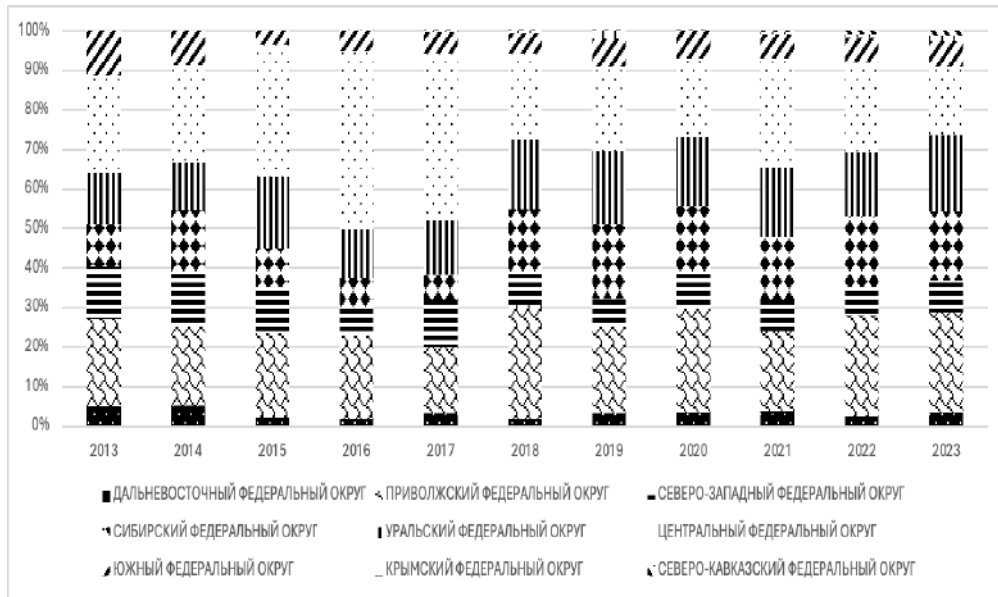 100%
90%
80%
70%
60%
50%
40%
30%
20%
10%
0%
2013 2014 2015 2016 2017 2018 2019 2020 2021 2022 2023
ДАЛЬНЕВОСТОЧНЫЙ ФЕДЕРАЛЬНЫЙ ОКРУГ ПРИВОЛЖСКИЙ ФЕДЕРАЛЬНЫЙ ОКРУГ СЕВЕРО-ЗАПАДНЫЙ ФЕДЕРАЛЬНЫЙ ОКРУГ
СИБИРСКИЙ ФЕДЕРАЛЬНЫЙ ОКРУГ УРАЛЬСКИЙ ФЕДЕРАЛЬНЫЙ ОКРУГ ЦЕНТРАЛЬНЫЙ ФЕДЕРАЛЬНЫЙ ОКРУГ
ЮЖНЫЙ ФЕДЕРАЛЬНЫЙ ОКРУГ КРЫМСКИЙ ФЕДЕРАЛЬНЫЙ ОКРУГ СЕВЕРО-КАВКАЗСКИЙ ФЕДЕРАЛЬНЫЙ ОКРУГ